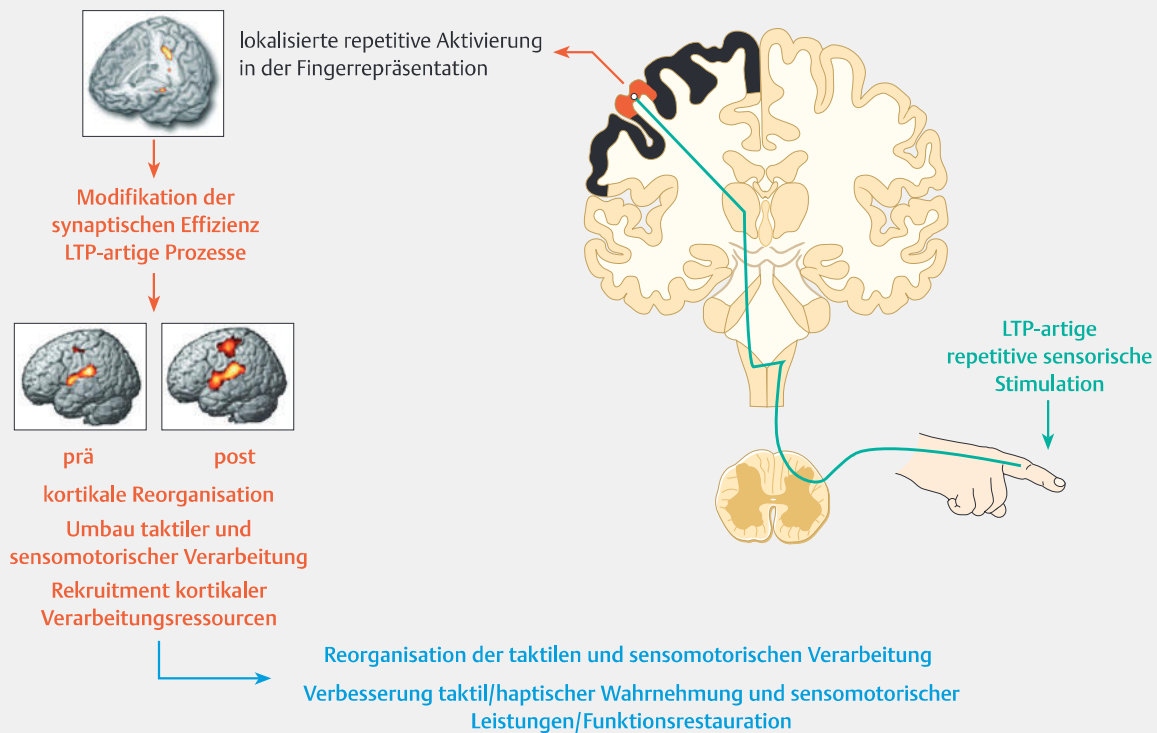 lokalisierte repetitive Aktivierung
in der Fingerrepräsentation
Modifikation der
synaptischen Effizienz
LTP-artige Prozesse
prä
post
kortikale Reorganisation
Umbau taktiler und
sensomotorischer Verarbeitung
Rekruitment kortikaler
Verarbeitungsressourcen
LTP-artige
repetitive sensorische
Stimulation
Reorganisation der taktilen und sensomotorischen Verarbeitung
Verbesserung taktil/haptischer Wahrnehmung und sensomotorischer
Leistungen/Funktionsrestauration